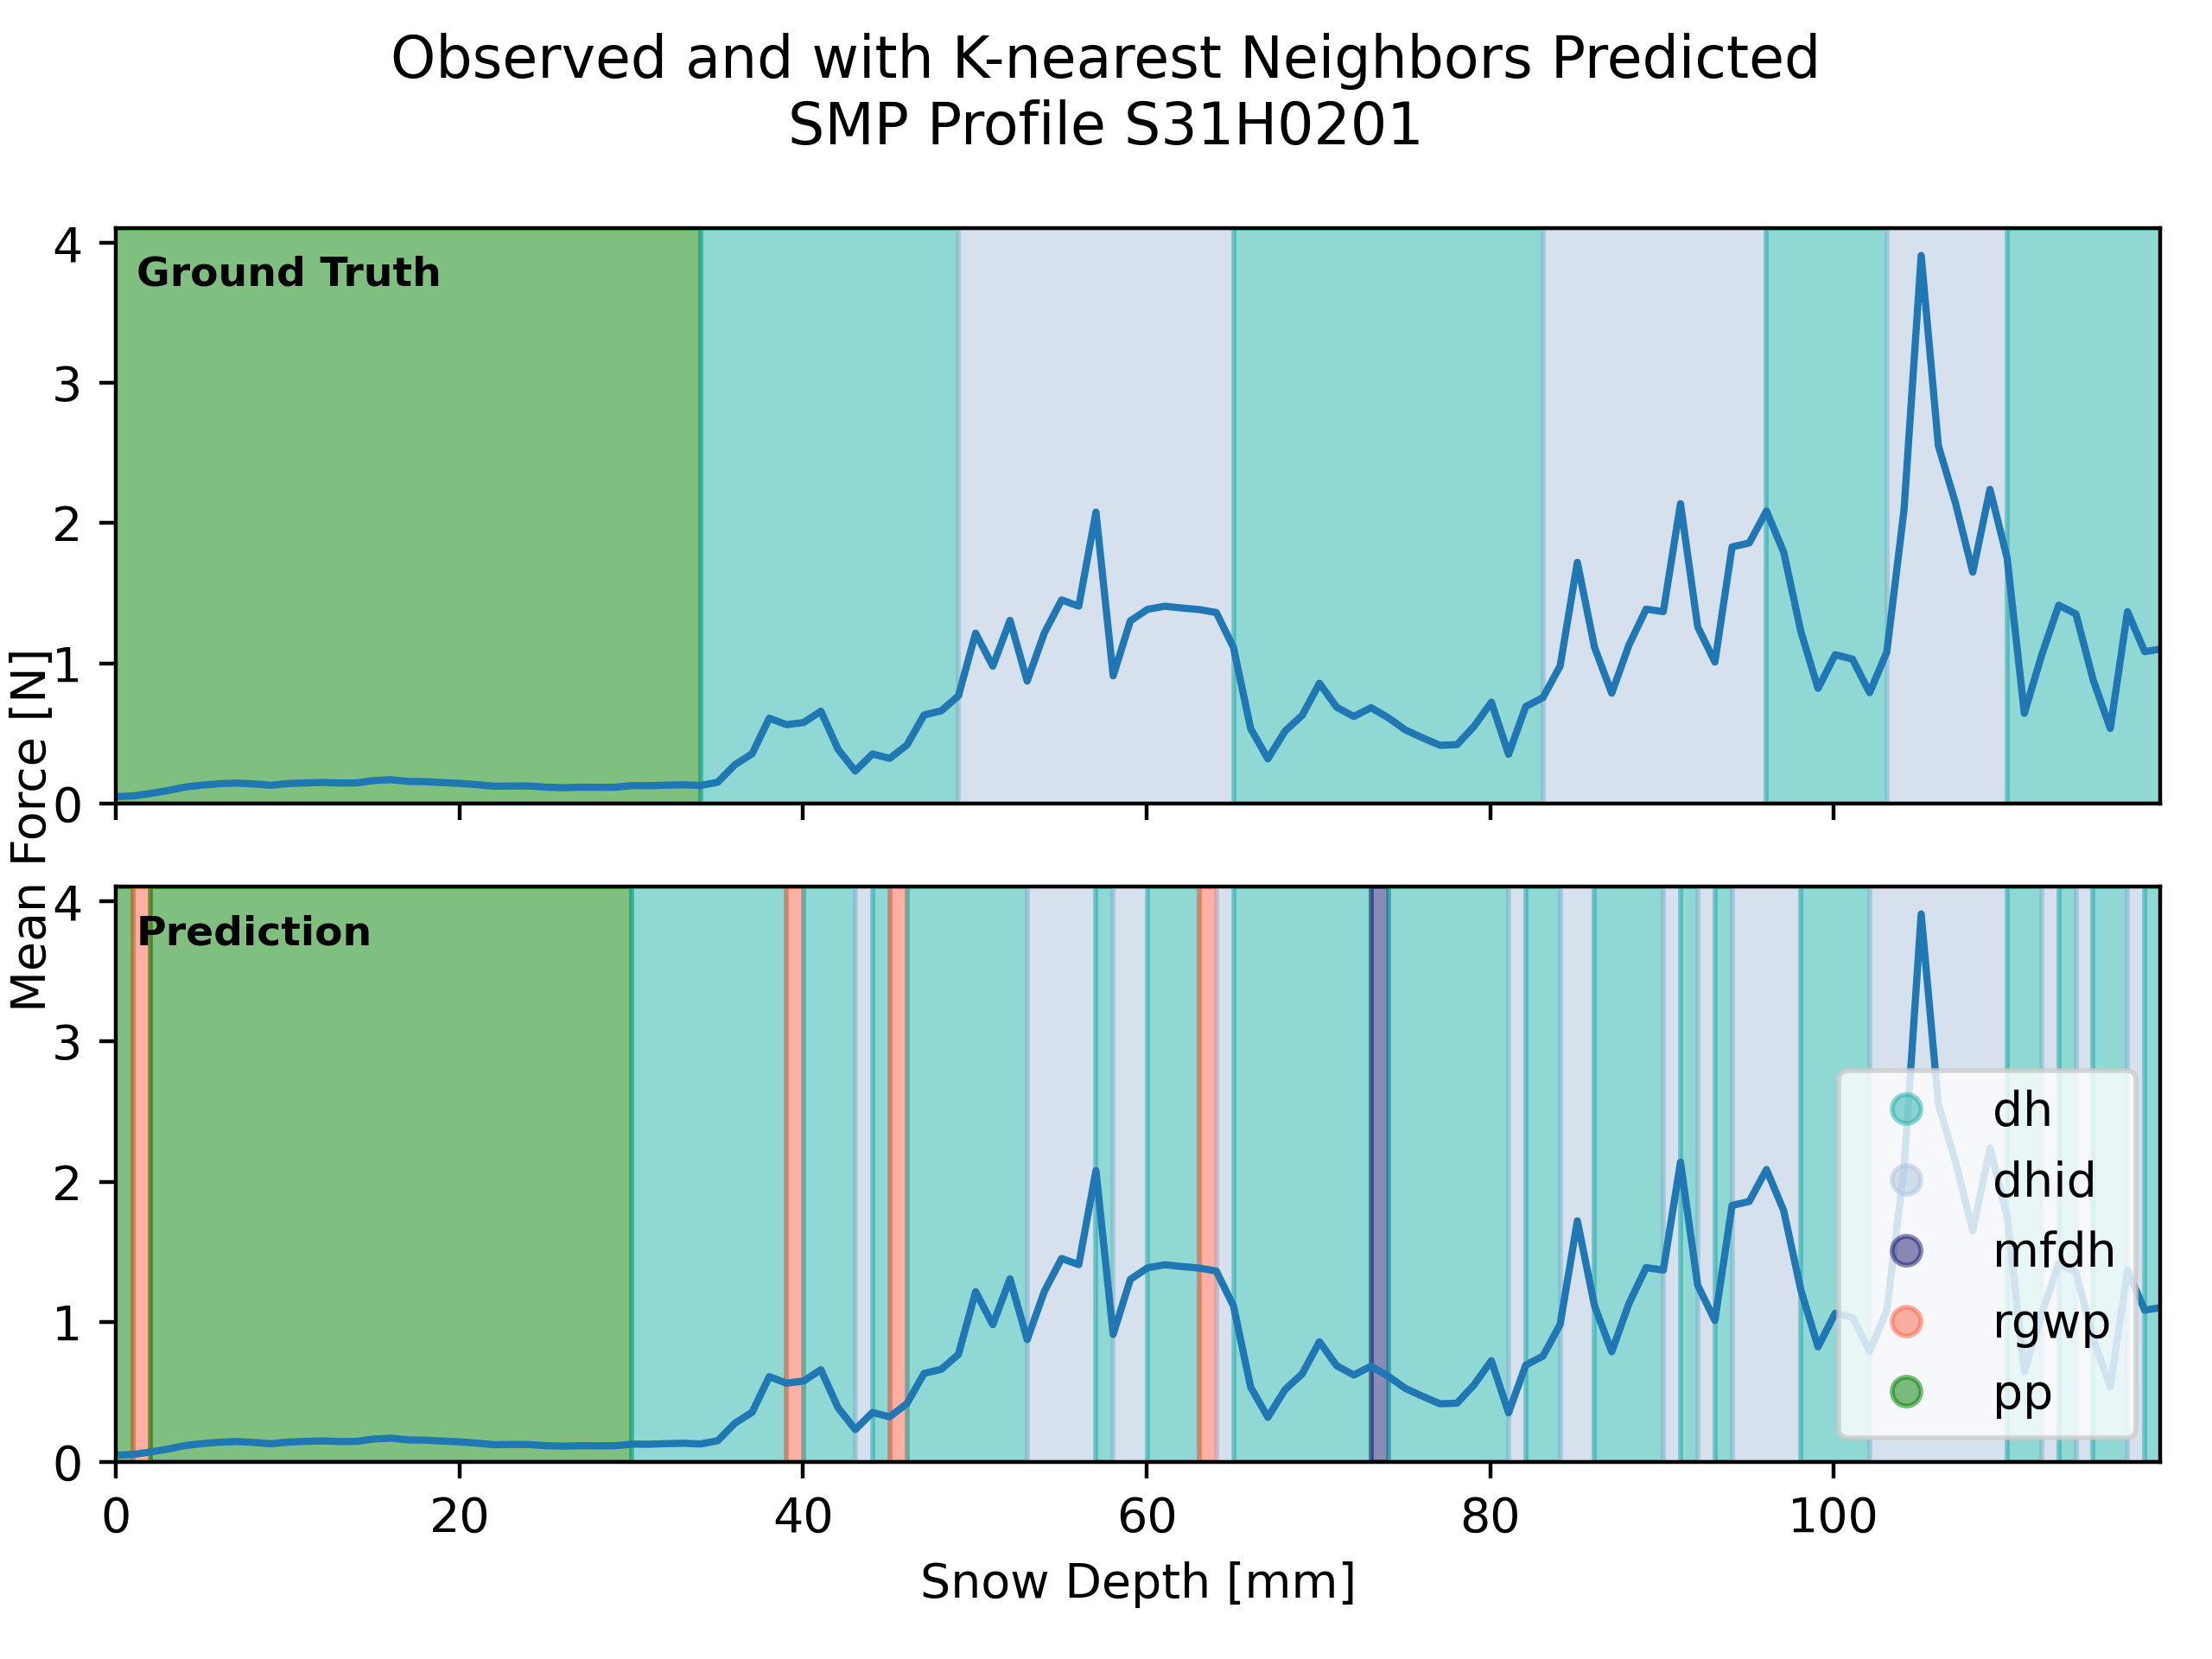 Observed and with K-nearest Neighbors Predicted
SMP Profile S31H0201
Mean Force [N]
4
3
2
1
0
Ground Truth
4
3
2
1
0
Prediction
dh
dhid
mfdh
rgwp
pp
0 20 40 60 80 100
Snow Depth [mm]